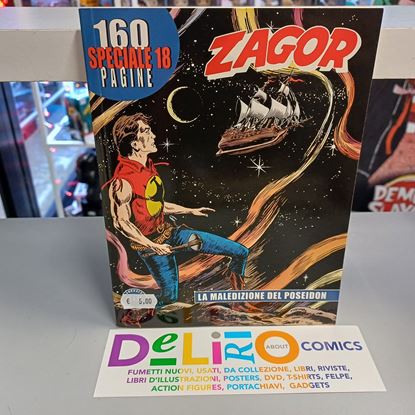 160
SPECIALE 18
PAGINE
ZAGOR
€ 5,00
LA MALEDIZIONE DEL POSEIDON
DELIRIO ABOUT COMICS
FUMETTI NUOVI, USATI, DA COLLEZIONE, LIBRI, RIVISTE,
LIBRI D'ILLUSTRAZIONI, POSTERS, DVD, T-SHIRTS, FELPE,
ACTION FIGURES, PORTACHIAVI, GADGETS